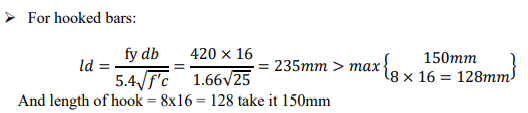 ➢ For hooked bars:
ld = fy db / 5.4√f'c = 420 × 16 / 1.66√25 = 235mm > max{150mm
8 × 16 = 128mm}
And length of hook = 8x16 = 128 take it 150mm